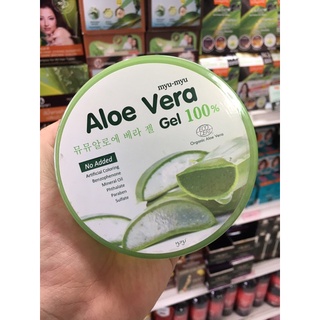 myu-myu
Aloe Vera
뮤뮤알로에 베라 겔
Gel 100%
Organic Aloe Vera
No Added
Artificial Coloring
Benzophenone
Mineral Oil
Phthalate
Paraben
Sulfate